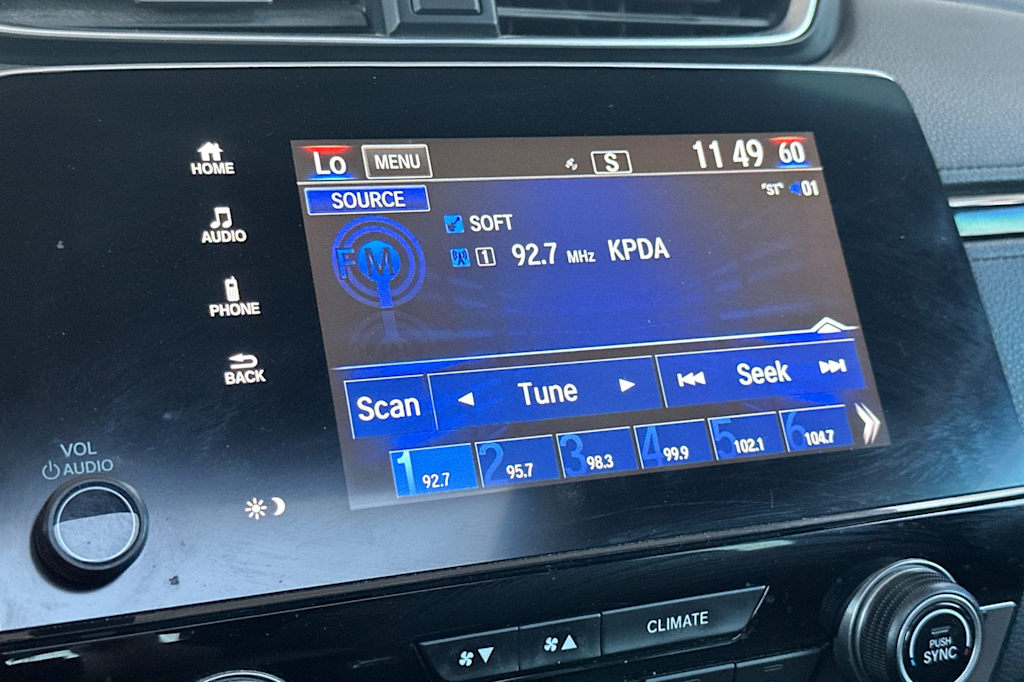 HOME
AUDIO
PHONE
BACK
VOL
AUDIO
Lo MENU S 11 49 60
SOURCE "ST" 01
SOFT
FM 1 92.7 MHz KPDA
Scan Tune Seek
1 92.7 2 95.7 3 98.3 4 99.9 5 102.1 6 104.7
CLIMATE
PUSH
SYNC